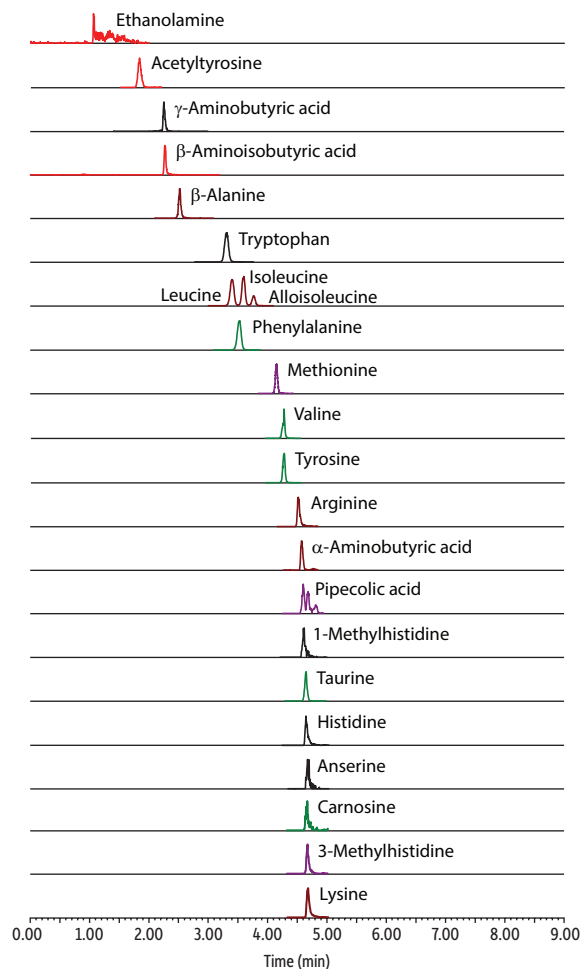 Ethanolamine
Acetyltyrosine
γ-Aminobutyric acid
β-Aminoisobutyric acid
β-Alanine
Tryptophan
Isoleucine
Leucine Alloisoleucine
Phenylalanine
Methionine
Valine
Tyrosine
Arginine
α-Aminobutyric acid
Pipecolic acid
1-Methylhistidine
Taurine
Histidine
Anserine
Carnosine
3-Methylhistidine
Lysine
0.00 1.00 2.00 3.00 4.00 5.00 6.00 7.00 8.00 9.00
Time (min)